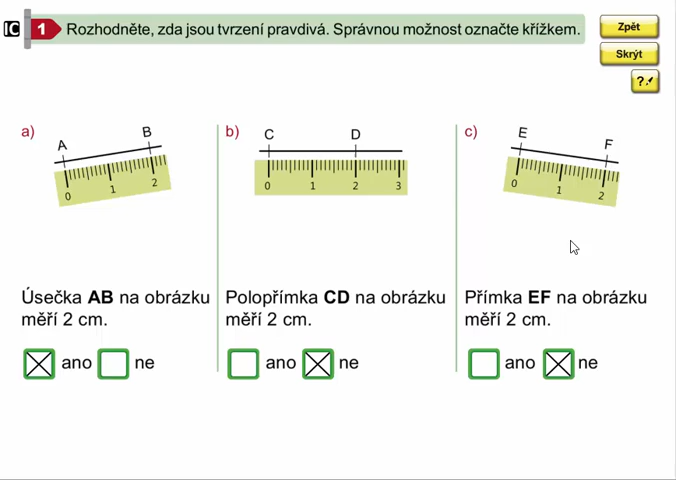 1 Rozhodněte, zda jsou tvrzení pravdivá. Správnou možnost označte křížkem.
Zpět
Skrýt
?
a)
A
B
0 1 2
Úsečka AB na obrázku
měří 2 cm.
ano ne
b)
C
D
0 1 2 3
Polopřímka CD na obrázku
měří 2 cm.
ano ne
c)
E
F
0 1 2
Přímka EF na obrázku
měří 2 cm.
ano ne